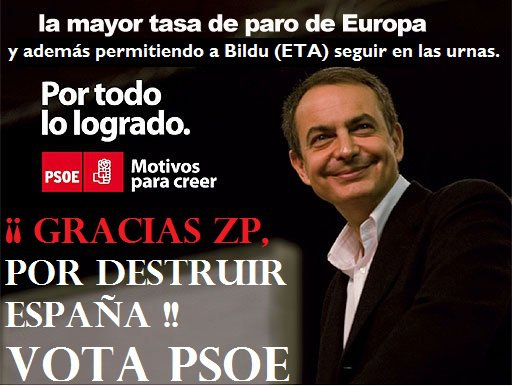 la mayor tasa de paro de Europa
y además permitiendo a Bildu (ETA) seguir en las urnas.
Por todo
lo logrado.
PSOE
Motivos
para creer
¡¡ GRACIAS ZP,
POR DESTRUIR
ESPAÑA !!
VOTA PSOE